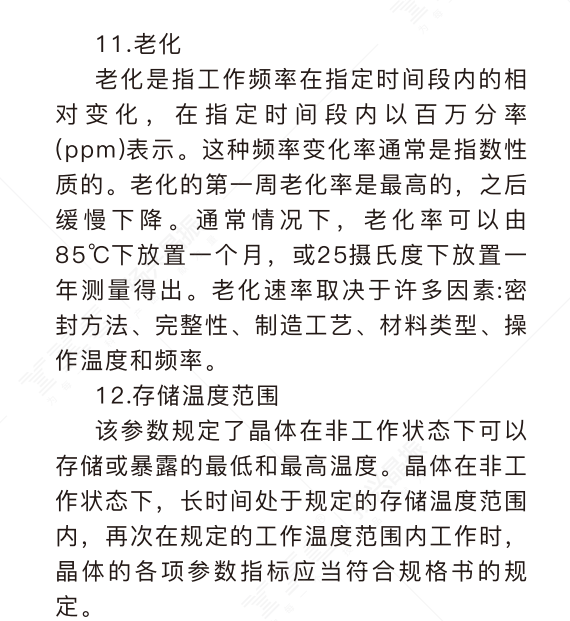 11.老化
老化是指工作频率在指定时间段内的相
对变化，在指定时间段内以百万分率
(ppm)表示。这种频率变化率通常是指数性
质的。老化的第一周老化率是最高的，之后
缓慢下降。通常情况下，老化率可以由
85℃下放置一个月，或25摄氏度下放置一
年测量得出。老化速率取决于许多因素:密
封方法、完整性、制造工艺、材料类型、操
作温度和频率。
12.存储温度范围
该参数规定了晶体在非工作状态下可以
存储或暴露的最低和最高温度。晶体在非工
作状态下，长时间处于规定的存储温度范围
内，再次在规定的工作温度范围内工作时，
晶体的各项参数指标应当符合规格书的规
定。